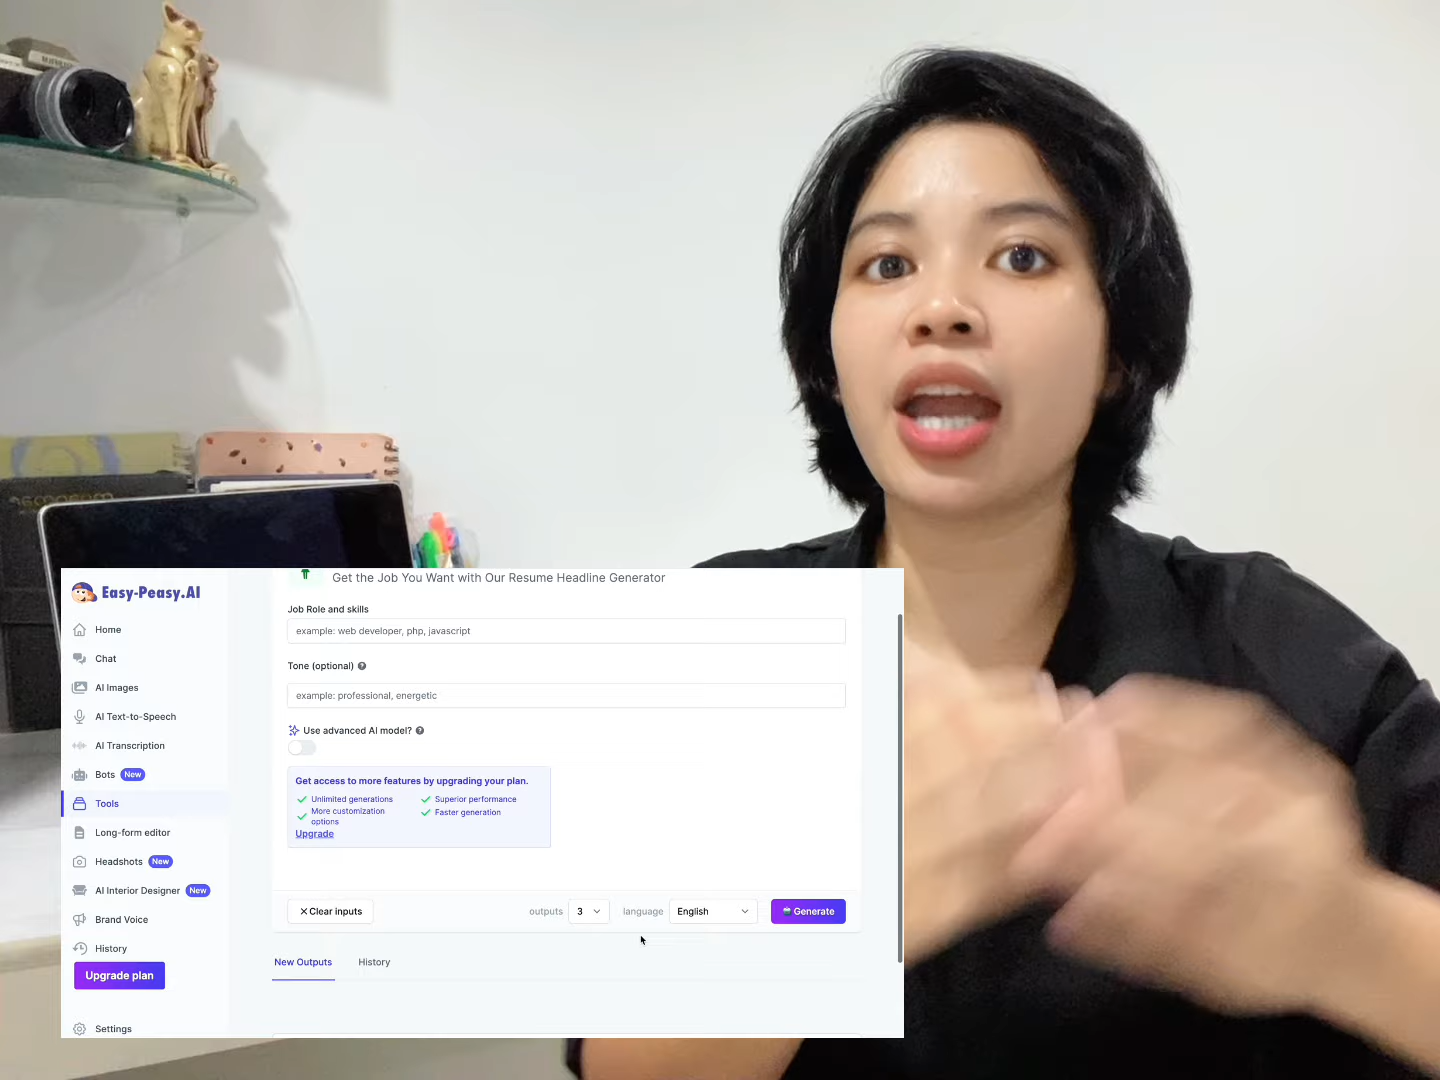 Easy-Peasy.AI
Home
Chat
AI Images
AI Text-to-Speech
AI Transcription
Bots New
Tools
Long-form editor
Headshots New
AI Interior Designer New
Brand Voice
History
Upgrade plan
Settings
Get the Job You Want with Our Resume Headline Generator
Job Role and skills
example: web developer, php, javascript
Tone (optional)
example: professional, energetic
Use advanced AI model?
Get access to more features by upgrading your plan.
Unlimited generations
Superior performance
More customization
options
Faster generation
Upgrade
Clear inputs
outputs 3 language English Generate
New Outputs History